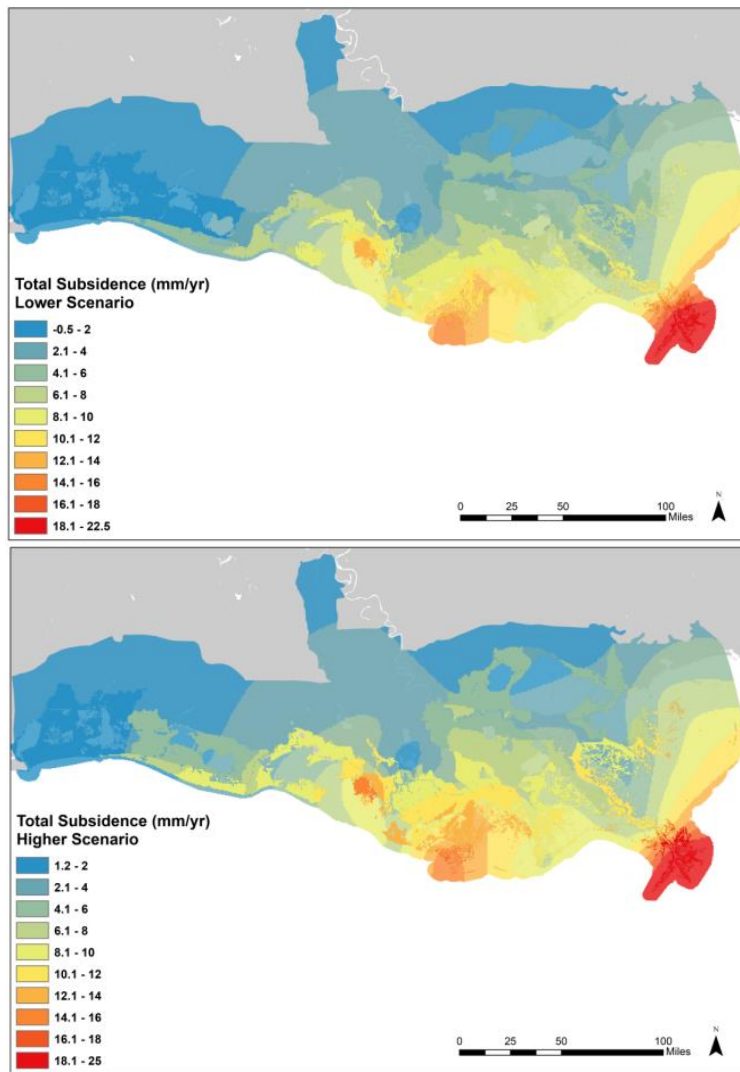 Total Subsidence (mm/yr)
Lower Scenario
-0.5 - 2
2.1 - 4
4.1 - 6
6.1 - 8
8.1 - 10
10.1 - 12
12.1 - 14
14.1 - 16
16.1 - 18
18.1 - 22.5
0 25 50 100
Miles
N
Total Subsidence (mm/yr)
Higher Scenario
1.2 - 2
2.1 - 4
4.1 - 6
6.1 - 8
8.1 - 10
10.1 - 12
12.1 - 14
14.1 - 16
16.1 - 18
18.1 - 25
0 25 50 100
Miles
N